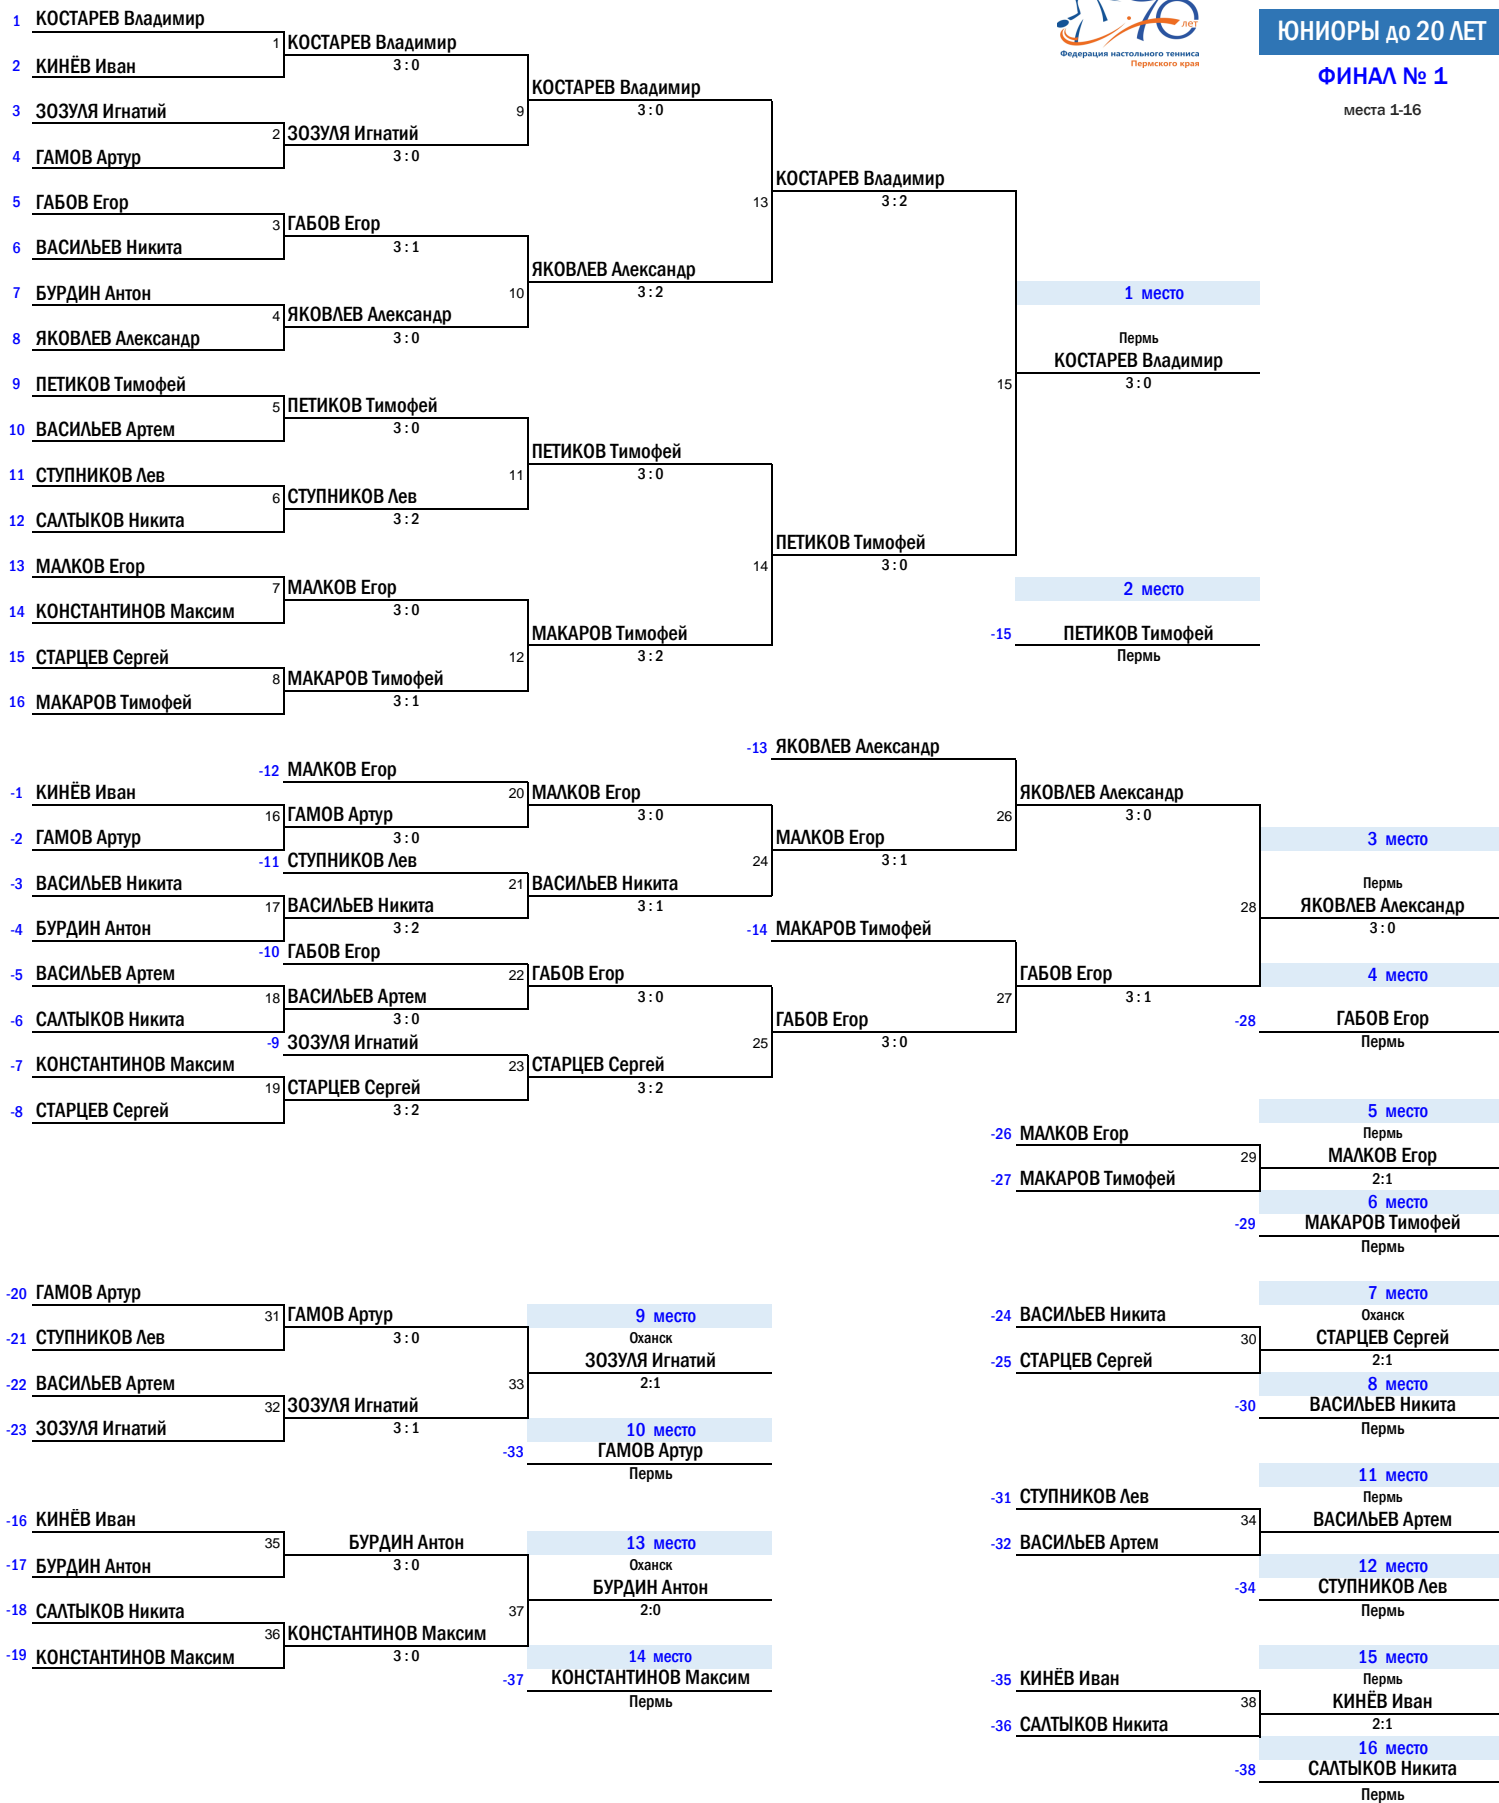 70 лет
Федерация настольного тенниса
Пермского края
ЮНИОРЫ до 20 ЛЕТ
ФИНАЛ № 1
места 1-16
1 КОСТАРЕВ Владимир
1 КОСТАРЕВ Владимир
3 : 0
2 КИНЁВ Иван
КОСТАРЕВ Владимир
9 3 : 0
3 ЗОЗУЛЯ Игнатий
2 ЗОЗУЛЯ Игнатий
3 : 0
4 ГАМОВ Артур
КОСТАРЕВ Владимир
13 3 : 2
5 ГАБОВ Егор
3 ГАБОВ Егор
3 : 1
6 ВАСИЛЬЕВ Никита
ЯКОВЛЕВ Александр
10 3 : 2
7 БУРДИН Антон
4 ЯКОВЛЕВ Александр
3 : 0
8 ЯКОВЛЕВ Александр
1 место
Пермь
КОСТАРЕВ Владимир
15 3 : 0
9 ПЕТИКОВ Тимофей
5 ПЕТИКОВ Тимофей
3 : 0
10 ВАСИЛЬЕВ Артем
ПЕТИКОВ Тимофей
11 3 : 0
11 СТУПНИКОВ Лев
6 СТУПНИКОВ Лев
3 : 2
12 САЛТЫКОВ Никита
ПЕТИКОВ Тимофей
14 3 : 0
13 МАЛКОВ Егор
7 МАЛКОВ Егор
3 : 0
14 КОНСТАНТИНОВ Максим
МАКАРОВ Тимофей
12 3 : 2
15 СТАРЦЕВ Сергей
8 МАКАРОВ Тимофей
3 : 1
16 МАКАРОВ Тимофей
2 место
-15 ПЕТИКОВ Тимофей
Пермь
-13 ЯКОВЛЕВ Александр
-12 МАЛКОВ Егор
-1 КИНЁВ Иван
20 МАЛКОВ Егор
3 : 0
ЯКОВЛЕВ Александр
26 3 : 0
16 ГАМОВ Артур
3 : 0
-2 ГАМОВ Артур
МАЛКОВ Егор
24 3 : 1
3 место
-11 СТУПНИКОВ Лев
-3 ВАСИЛЬЕВ Никита
21 ВАСИЛЬЕВ Никита
3 : 1
17 ВАСИЛЬЕВ Никита
3 : 2
-4 БУРДИН Антон
Пермь
28 ЯКОВЛЕВ Александр
3 : 0
-14 МАКАРОВ Тимофей
-10 ГАБОВ Егор
-5 ВАСИЛЬЕВ Артем
22 ГАБОВ Егор
3 : 0
ГАБОВ Егор
27 3 : 1
4 место
18 ВАСИЛЬЕВ Артем
3 : 0
-6 САЛТЫКОВ Никита
ГАБОВ Егор
25 3 : 0
-28 ГАБОВ Егор
Пермь
-9 ЗОЗУЛЯ Игнатий
-7 КОНСТАНТИНОВ Максим
23 СТАРЦЕВ Сергей
3 : 2
19 СТАРЦЕВ Сергей
3 : 2
-8 СТАРЦЕВ Сергей
5 место
-26 МАЛКОВ Егор
Пермь
29 МАЛКОВ Егор
2:1
-27 МАКАРОВ Тимофей
6 место
-29 МАКАРОВ Тимофей
Пермь
-20 ГАМОВ Артур
31 ГАМОВ Артур
3 : 0
-21 СТУПНИКОВ Лев
9 место
Оханск
ЗОЗУЛЯ Игнатий
33 2:1
-22 ВАСИЛЬЕВ Артем
32 ЗОЗУЛЯ Игнатий
3 : 1
-23 ЗОЗУЛЯ Игнатий
10 место
-33 ГАМОВ Артур
Пермь
7 место
-24 ВАСИЛЬЕВ Никита
Оханск
30 СТАРЦЕВ Сергей
2:1
-25 СТАРЦЕВ Сергей
8 место
-30 ВАСИЛЬЕВ Никита
Пермь
11 место
-31 СТУПНИКОВ Лев
Пермь
34 ВАСИЛЬЕВ Артем
-32 ВАСИЛЬЕВ Артем
12 место
-34 СТУПНИКОВ Лев
Пермь
-16 КИНЁВ Иван
35 БУРДИН Антон
3 : 0
-17 БУРДИН Антон
13 место
Оханск
БУРДИН Антон
37 2:0
-18 САЛТЫКОВ Никита
36 КОНСТАНТИНОВ Максим
3 : 0
-19 КОНСТАНТИНОВ Максим
14 место
-37 КОНСТАНТИНОВ Максим
Пермь
15 место
-35 КИНЁВ Иван
Пермь
38 КИНЁВ Иван
2:1
-36 САЛТЫКОВ Никита
16 место
-38 САЛТЫКОВ Никита
Пермь